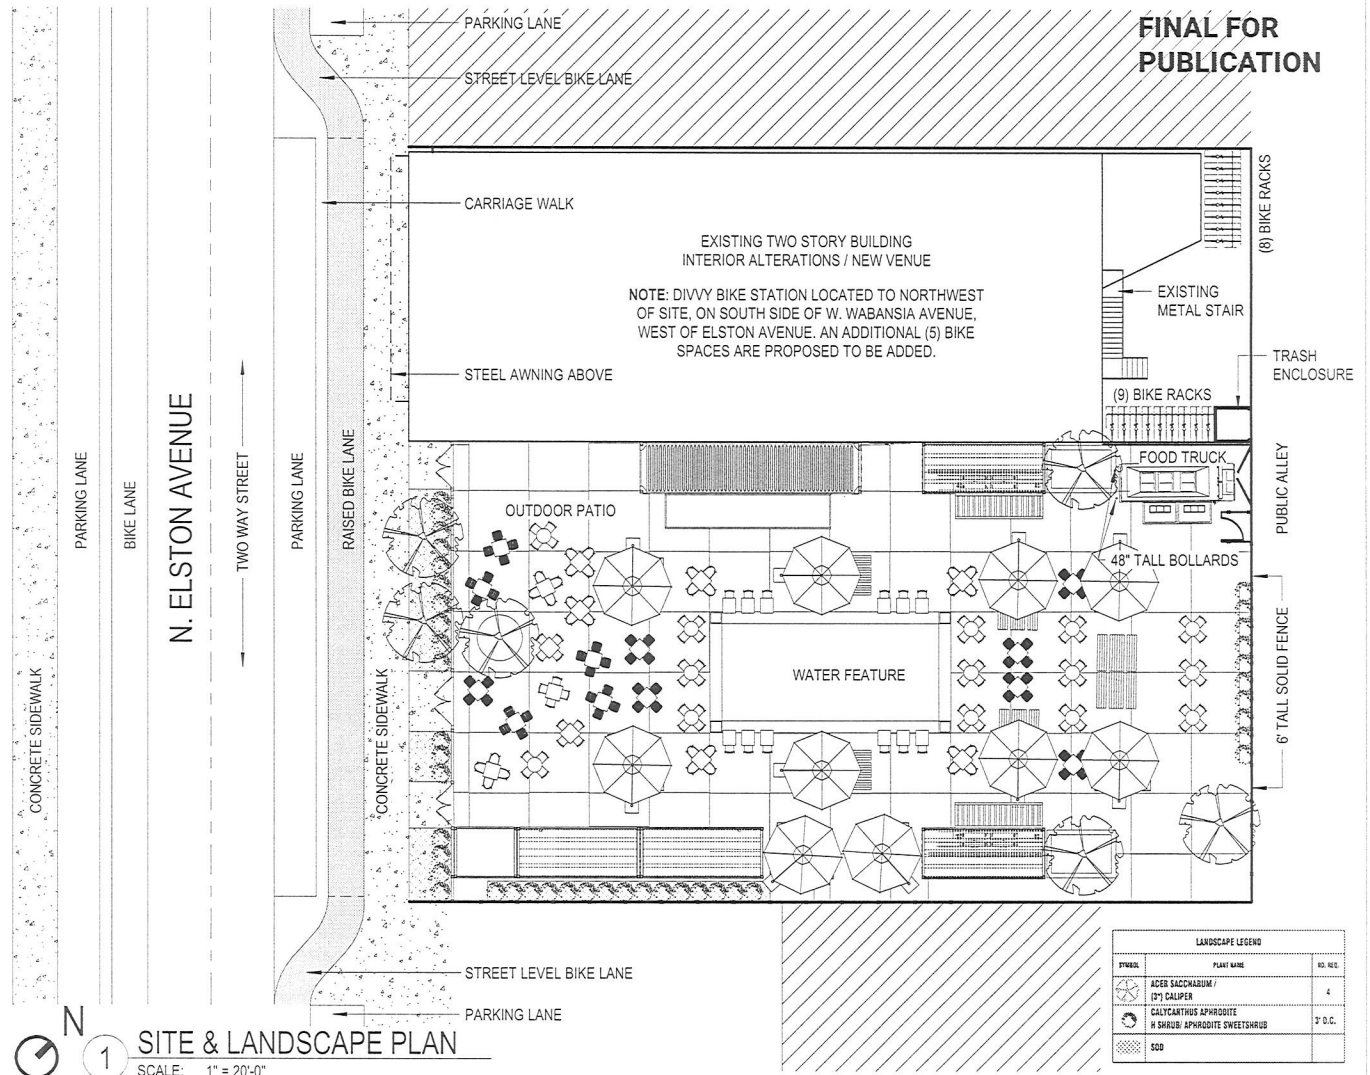 PARKING LANE
FINAL FOR
PUBLICATION
STREET LEVEL BIKE LANE
(8) BIKE RACKS
CARRIAGE WALK
EXISTING TWO STORY BUILDING
INTERIOR ALTERATIONS / NEW VENUE
NOTE: DIVVY BIKE STATION LOCATED TO NORTHWEST
OF SITE, ON SOUTH SIDE OF W. WABANSIA AVENUE,
WEST OF ELSTON AVENUE. AN ADDITIONAL (5) BIKE
SPACES ARE PROPOSED TO BE ADDED.
EXISTING
METAL STAIR
TRASH
ENCLOSURE
STEEL AWNING ABOVE
(9) BIKE RACKS
PARKING LANE
BIKE LANE
N. ELSTON AVENUE
TWO WAY STREET
PARKING LANE
RAISED BIKE LANE
FOOD TRUCK
PUBLIC ALLEY
OUTDOOR PATIO
48" TALL BOLLARDS
WATER FEATURE
6' TALL SOLID FENCE
CONCRETE SIDEWALK
CONCRETE SIDEWALK
STREET LEVEL BIKE LANE
PARKING LANE
LANDSCAPE LEGEND
SYMBOL PLANT NAME NO. REQ.
ACER SACCHARUM /
(3") CALIPER 4
CALYCANTHUS APHRODITE
H SHRUB/ APHRODITE SWEETSHRUB 3' O.C.
SOD
N
1 SITE & LANDSCAPE PLAN
SCALE: 1" = 20'-0"